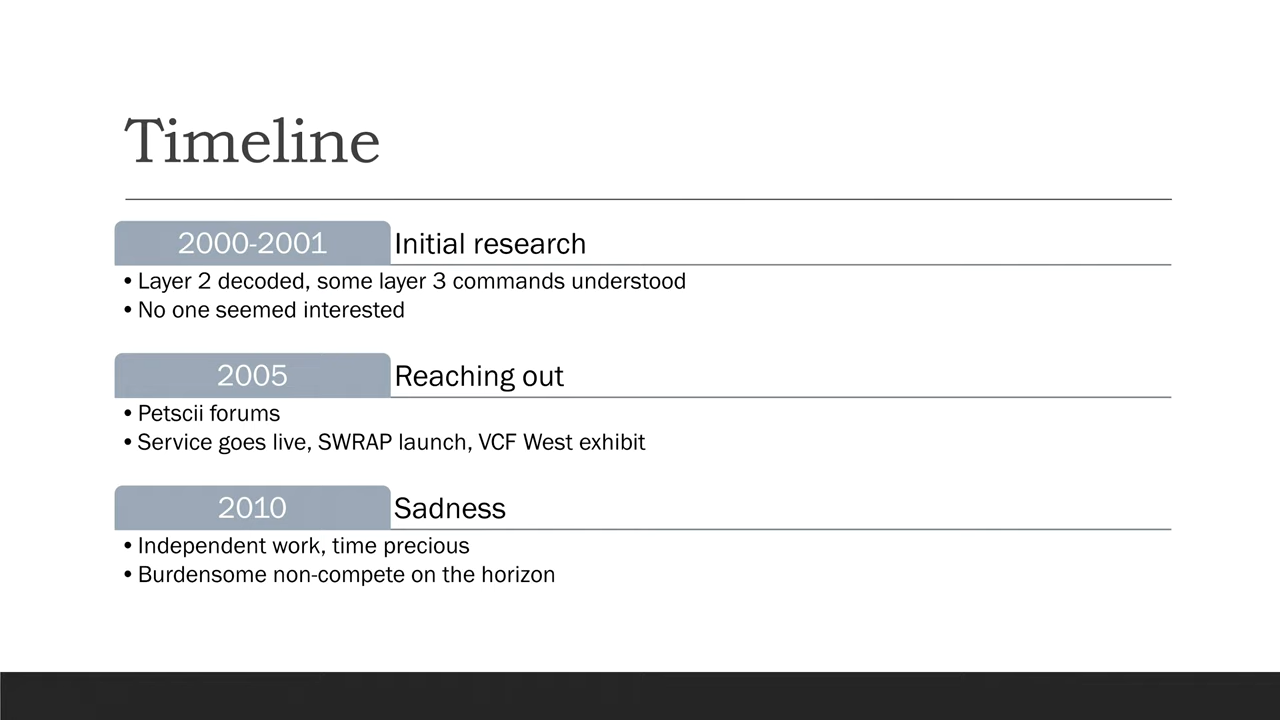 Timeline
2000-2001
Initial research
• Layer 2 decoded, some layer 3 commands understood
• No one seemed interested
2005
Reaching out
• Petscii forums
• Service goes live, SWRAP launch, VCF West exhibit
2010
Sadness
• Independent work, time precious
• Burdensome non-compete on the horizon